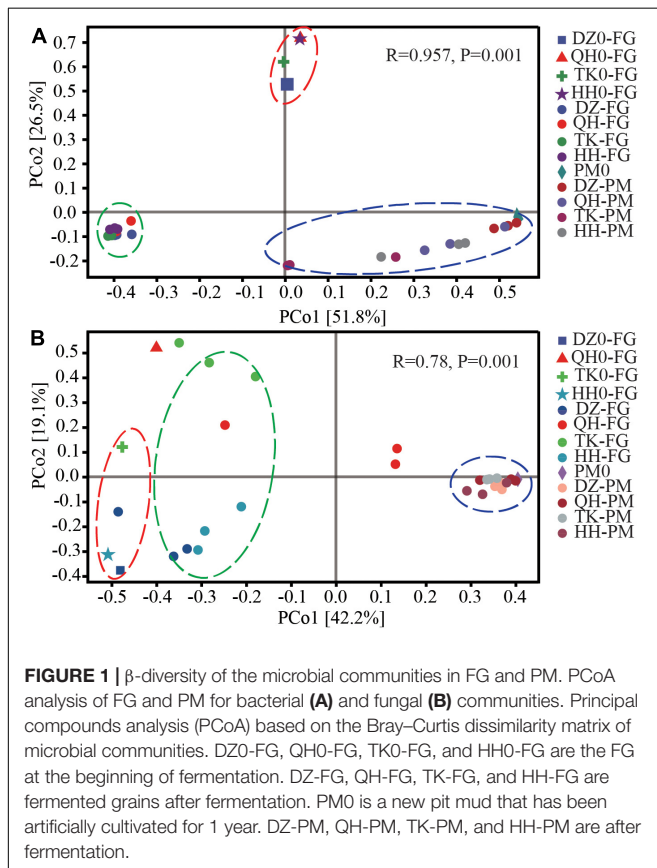 A
R=0.957, P=0.001
PCo2 [26.5%]
0.7
0.6
0.5
0.4
0.3
0.2
0.1
0.0
-0.1
-0.2
-0.4 -0.3 -0.2 -0.1 0.0 0.1 0.2 0.3 0.4 0.5
PCo1 [51.8%]
DZ0-FG
QH0-FG
TK0-FG
HH0-FG
DZ-FG
QH-FG
TK-FG
HH-FG
PM0
DZ-PM
QH-PM
TK-PM
HH-PM
B
R=0.78, P=0.001
PCo2 [19.1%]
0.5
0.4
0.3
0.2
0.1
0.0
-0.1
-0.2
-0.3
-0.4
-0.5 -0.4 -0.3 -0.2 -0.1 0.0 0.1 0.2 0.3 0.4
PCo1 [42.2%]
DZ0-FG
QH0-FG
TK0-FG
HH0-FG
DZ-FG
QH-FG
TK-FG
HH-FG
PM0
DZ-PM
QH-PM
TK-PM
HH-PM
FIGURE 1 | β-diversity of the microbial communities in FG and PM. PCoA
analysis of FG and PM for bacterial (A) and fungal (B) communities. Principal
compounds analysis (PCoA) based on the Bray–Curtis dissimilarity matrix of
microbial communities. DZ0-FG, QH0-FG, TK0-FG, and HH0-FG are the FG
at the beginning of fermentation. DZ-FG, QH-FG, TK-FG, and HH-FG are
fermented grains after fermentation. PM0 is a new pit mud that has been
artificially cultivated for 1 year. DZ-PM, QH-PM, TK-PM, and HH-PM are after
fermentation.